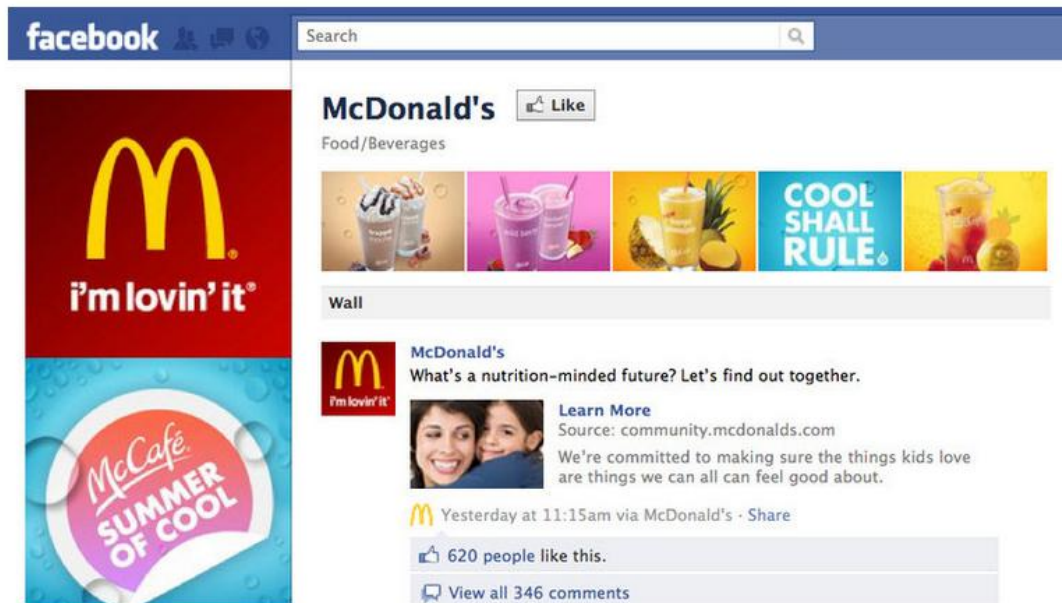 facebook
Search
McDonald's
Like
Food/Beverages
COOL
SHALL
RULE
i'm lovin' it®
Wall
McDonald's
What's a nutrition-minded future? Let's find out together.
i'm lovin' it
Learn More
Source: community.mcdonalds.com
We're committed to making sure the things kids love
are things we can all can feel good about.
Yesterday at 11:15am via McDonald's · Share
620 people like this.
View all 346 comments
McCafé
SUMMER
OF COOL